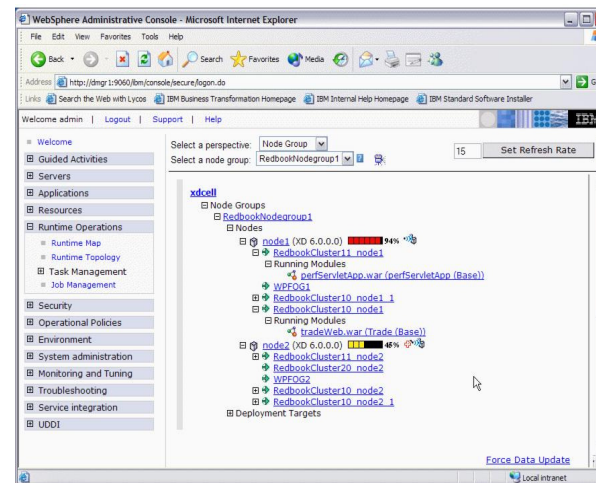 WebSphere Administrative Console - Microsoft Internet Explorer
File Edit View Favorites Tools Help
Back Search Favorites Media
Address http://dmgr1:9060/ibm/console/secure/logon.do G
Links Search the Web with Lycos IBM Business Transformation Homepage IBM Internal Help Homepage IBM Standard Software Installer
Welcome admin | Logout | Support | Help IBM
Welcome
Guided Activities
Servers
Applications
Resources
Runtime Operations
Runtime Map
Runtime Topology
Task Management
Job Management
Security
Operational Policies
Environment
System administration
Monitoring and Tuning
Troubleshooting
Service integration
UDDI
Select a perspective: Node Group
Select a node group: RedbookNodegroup1
15 Set Refresh Rate
xdcell
Node Groups
RedbookNodegroup1
Nodes
node1 (XD 6.0.0.0) 94%
RedbookCluster11_node1
Running Modules
perfServletApp.war (perfServletApp (Base))
WPFOG1
RedbookCluster10_node1_1
RedbookCluster10_node1
Running Modules
tradeWeb.war (Trade (Base))
node2 (XD 6.0.0.0) 45%
RedbookCluster11_node2
RedbookCluster20_node2
WPFOG2
RedbookCluster10_node2
RedbookCluster10_node2_1
Deployment Targets
Force Data Update
Local intranet